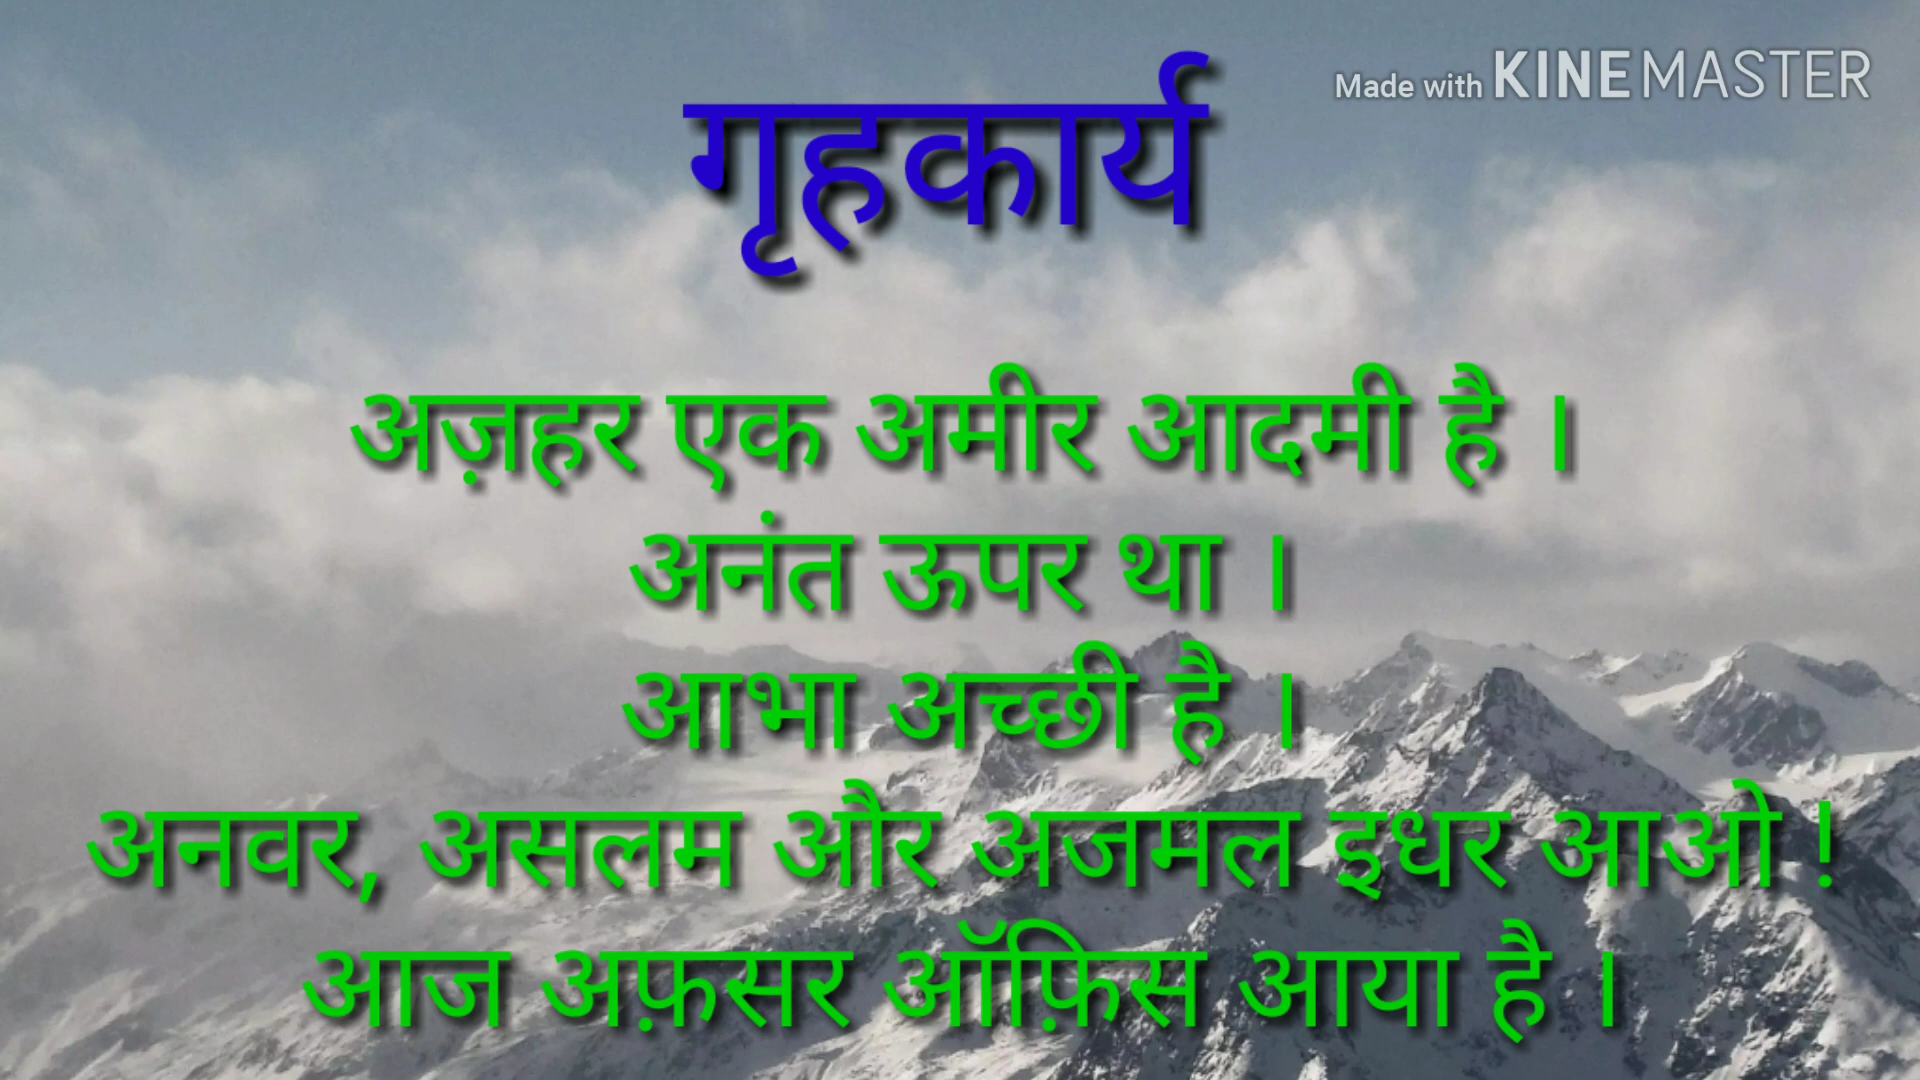 Made with KINEMASTER
गृहकार्य
अज़हर एक अमीर आदमी है ।
अनंत ऊपर था ।
आभा अच्छी है ।
अनवर, असलम और अजमल इधर आओ !
आज अफ़सर ऑफ़िस आया है ।